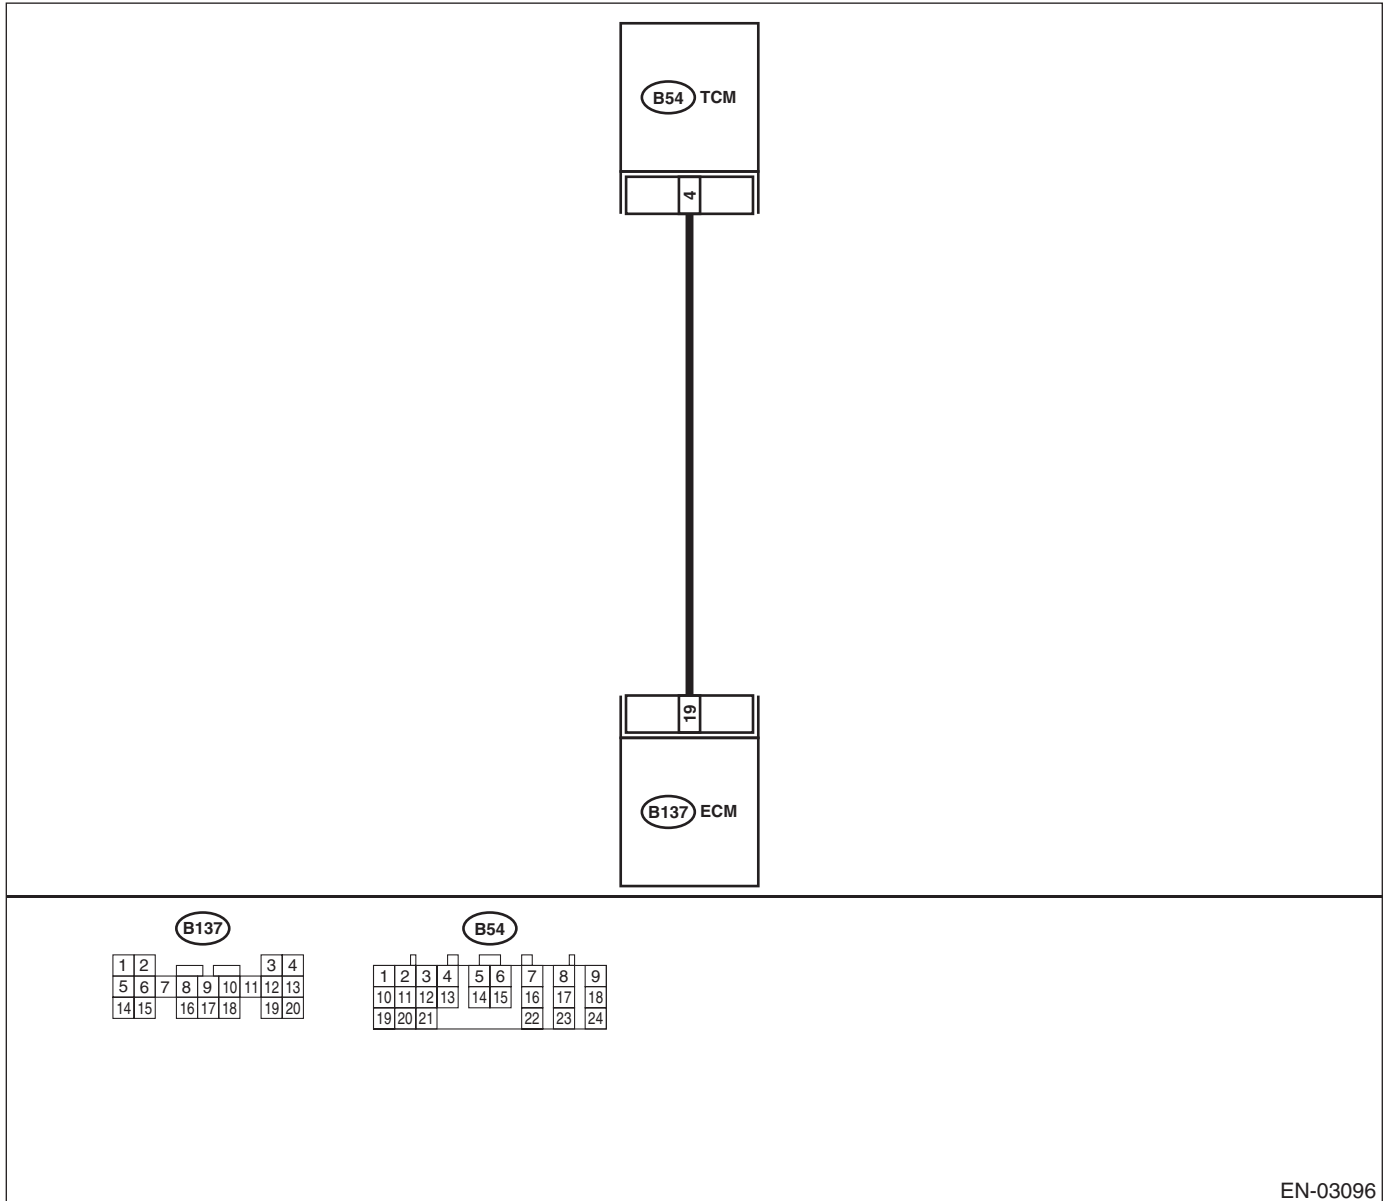 B54 TCM
4
19
B137 ECM
B137
B54
1 2 3 4
5 6 7 8 9 10 11 12 13
14 15 16 17 18 19 20
1 2 3 4 5 6 7 8 9
10 11 12 13 14 15 16 17 18
19 20 21 22 23 24
EN-03096